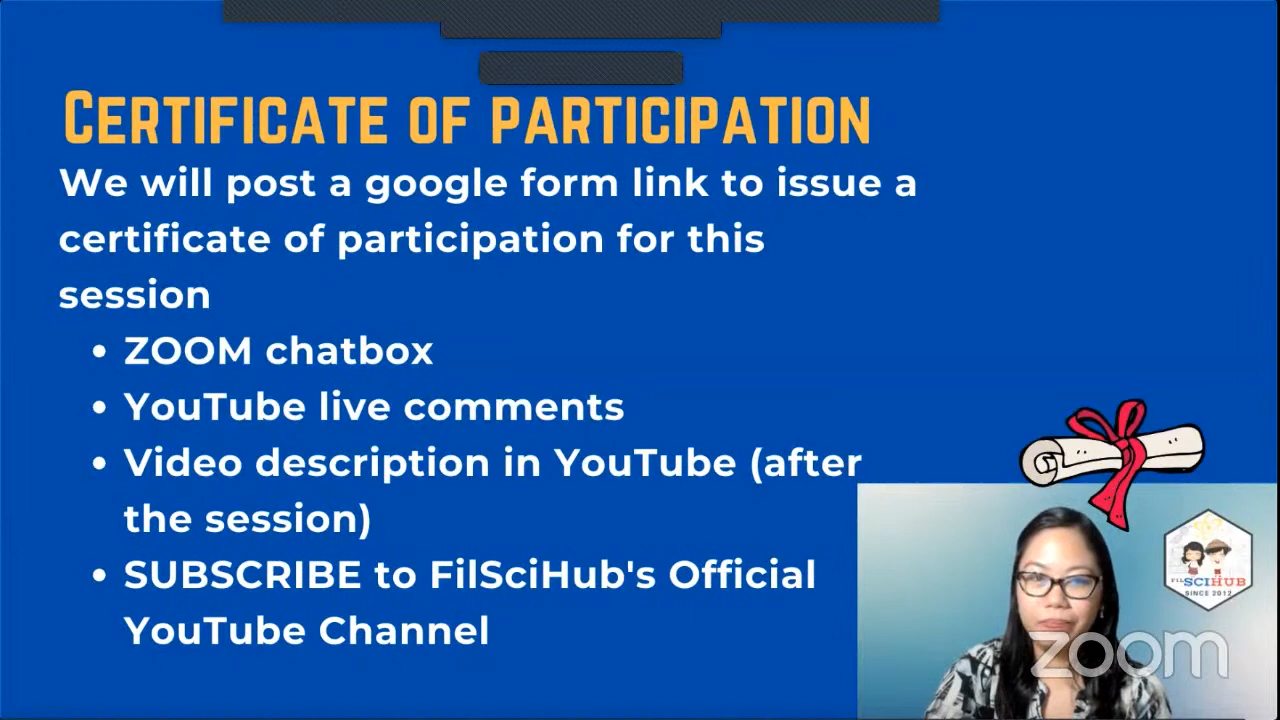 CERTIFICATE OF PARTICIPATION
We will post a google form link to issue a
certificate of participation for this
session
• ZOOM chatbox
• YouTube live comments
• Video description in YouTube (after
the session)
• SUBSCRIBE to FilSciHub's Official
YouTube Channel
FILSCIHUB
SINCE 2012
zoom